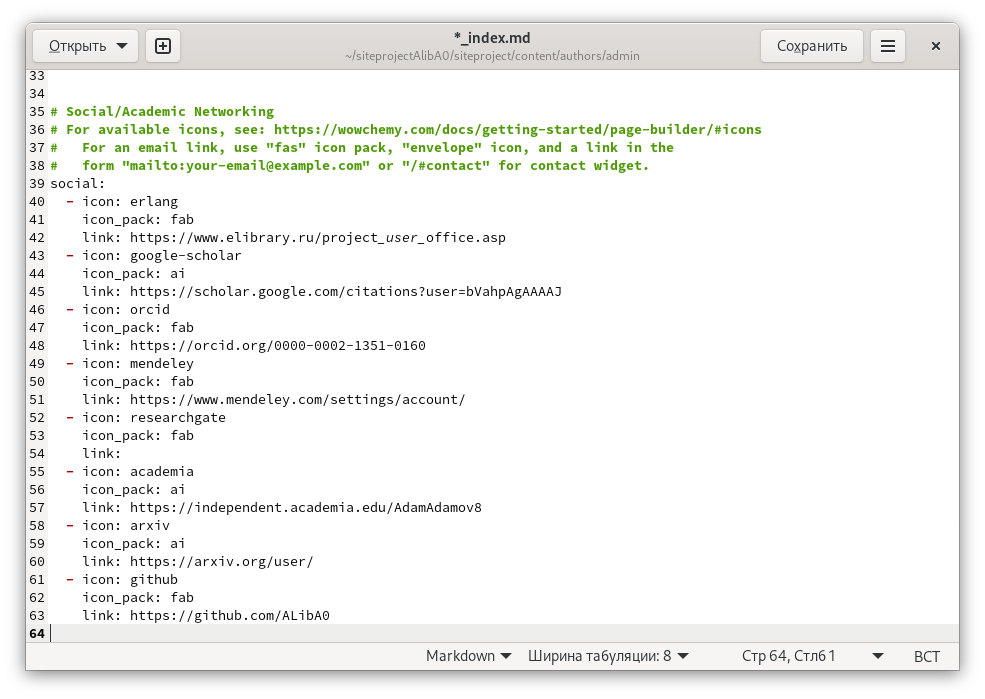 Открыть
*_index.md
~/siteprojectAlibA0/siteproject/content/authors/admin
Сохранить
33
34
35 # Social/Academic Networking
36 # For available icons, see: https://wowchemy.com/docs/getting-started/page-builder/#icons
37 #   For an email link, use "fas" icon pack, "envelope" icon, and a link in the
38 #   form "mailto:your-email@example.com" or "/#contact" for contact widget.
39 social:
40   - icon: erlang
41     icon_pack: fab
42     link: https://www.elibrary.ru/project_user_office.asp
43   - icon: google-scholar
44     icon_pack: ai
45     link: https://scholar.google.com/citations?user=bVahpAgAAAAJ
46   - icon: orcid
47     icon_pack: fab
48     link: https://orcid.org/0000-0002-1351-0160
49   - icon: mendeley
50     icon_pack: fab
51     link: https://www.mendeley.com/settings/account/
52   - icon: researchgate
53     icon_pack: fab
54     link:
55   - icon: academia
56     icon_pack: ai
57     link: https://independent.academia.edu/AdamAdamov8
58   - icon: arxiv
59     icon_pack: ai
60     link: https://arxiv.org/user/
61   - icon: github
62     icon_pack: fab
63     link: https://github.com/ALibA0
64
Markdown Ширина табуляции: 8 Стр 64, Стлб 1 ВСТ